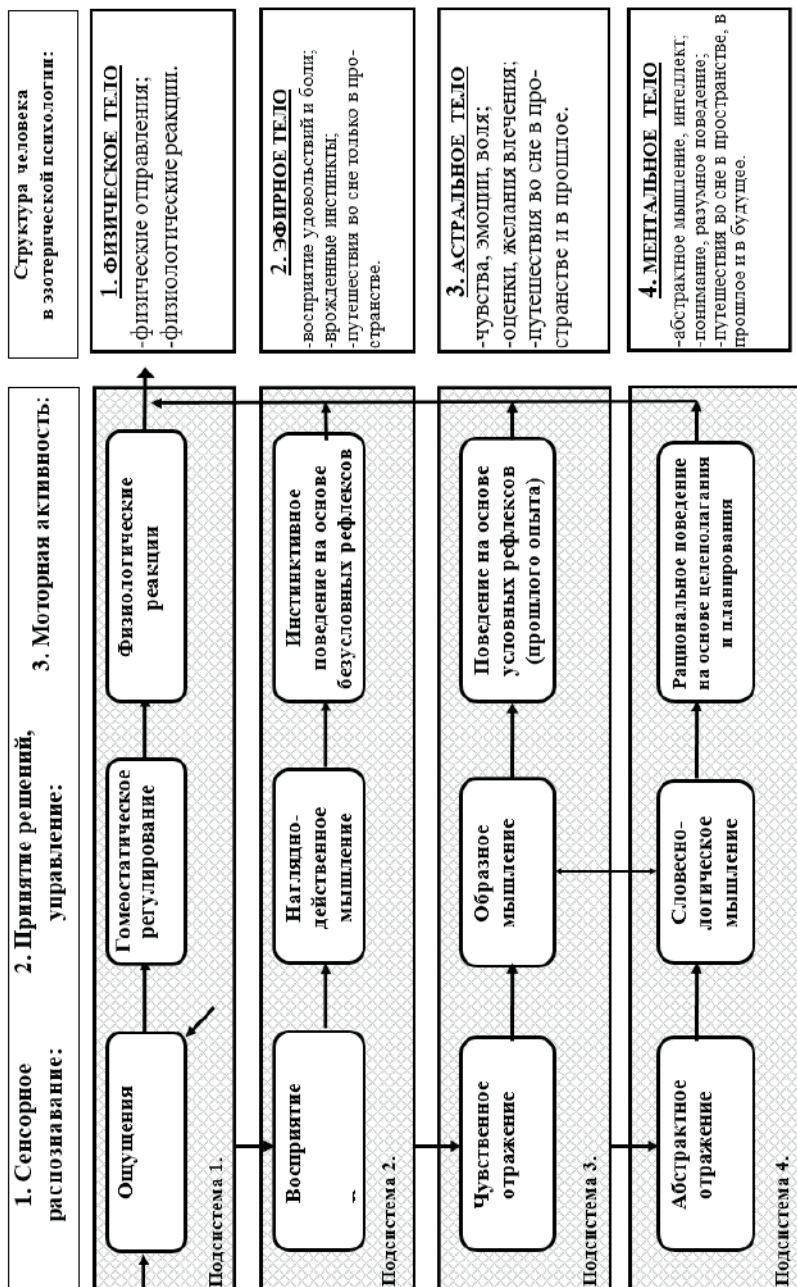 1. Сенсорное
распознавание:
2. Принятие решений,
управление:
3. Моторная активность:
Структура человека
в эзотерической психологии:
Ощущения
Гомеостатическое
регулирование
Физиологические
реакции
Подсистема 1.
1. ФИЗИЧЕСКОЕ ТЕЛО
-физические отправления;
-физиологические реакции.
Восприятие
Наглядно-
действенное
мышление
Инстинктивное
поведение на основе
безусловных рефлексов
Подсистема 2.
2. ЭФИРНОЕ ТЕЛО
-восприятие удовольствий и боли;
-врожденные инстинкты;
-путешествия во сне только в про-
странстве.
Чувственное
отражение
Образное
мышление
Поведение на основе
условных рефлексов
(прошлого опыта)
Подсистема 3.
3. АСТРАЛЬНОЕ ТЕЛО
-чувства, эмоции, воля;
-оценки, желания влечения;
-путешествия во сне в про-
странстве и в прошлое.
Абстрактное
отражение
Словесно-
логическое
мышление
Рациональное поведение
на основе целеполагания
и планирования
Подсистема 4.
4. МЕНТАЛЬНОЕ ТЕЛО
-абстрактное мышление, интеллект;
-понимание, разумное поведение;
-путешествия во сне в пространстве, в
прошлое и в будущее.